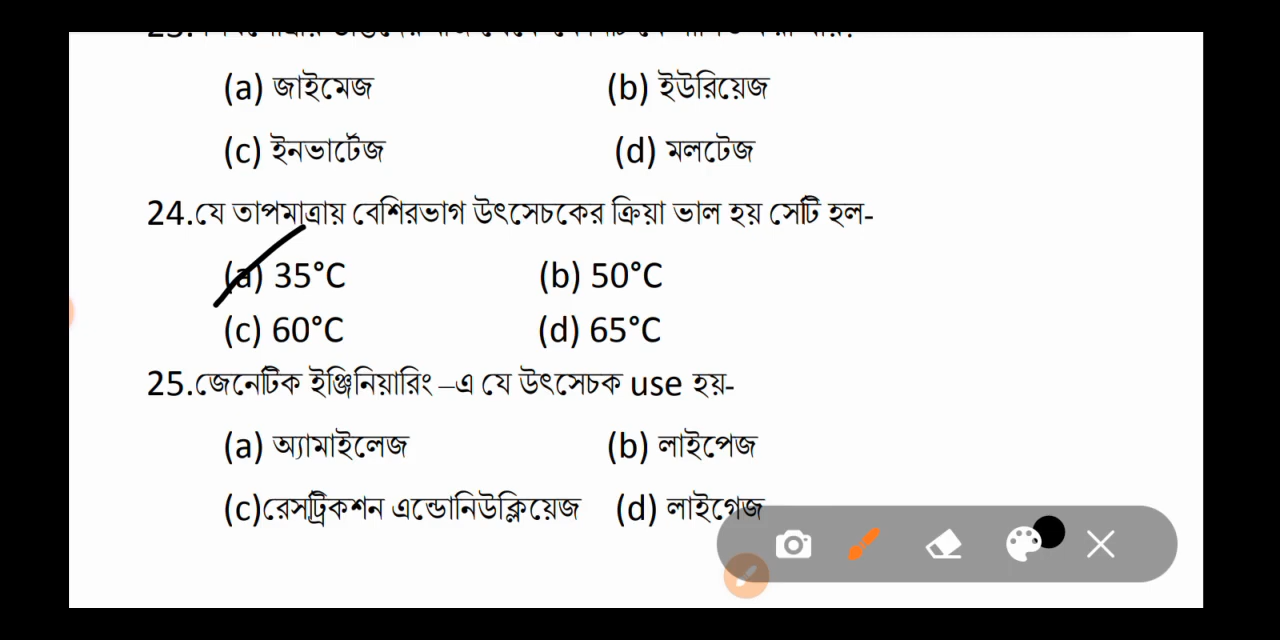 (a) জাইমেজ (b) ইউরিয়েজ
(c) ইনভার্টেজ (d) মলটেজ
24.যে তাপমাত্রায় বেশিরভাগ উৎসেচকের ক্রিয়া ভাল হয় সেটি হল-
(a) 35°C (b) 50°C
(c) 60°C (d) 65°C
25.জেনেটিক ইঞ্জিনিয়ারিং –এ যে উৎসেচক use হয়-
(a) অ্যামাইলেজ (b) লাইপেজ
(c)রেসট্রিকশন এন্ডোনিউক্লিয়েজ (d) লাইগেজ